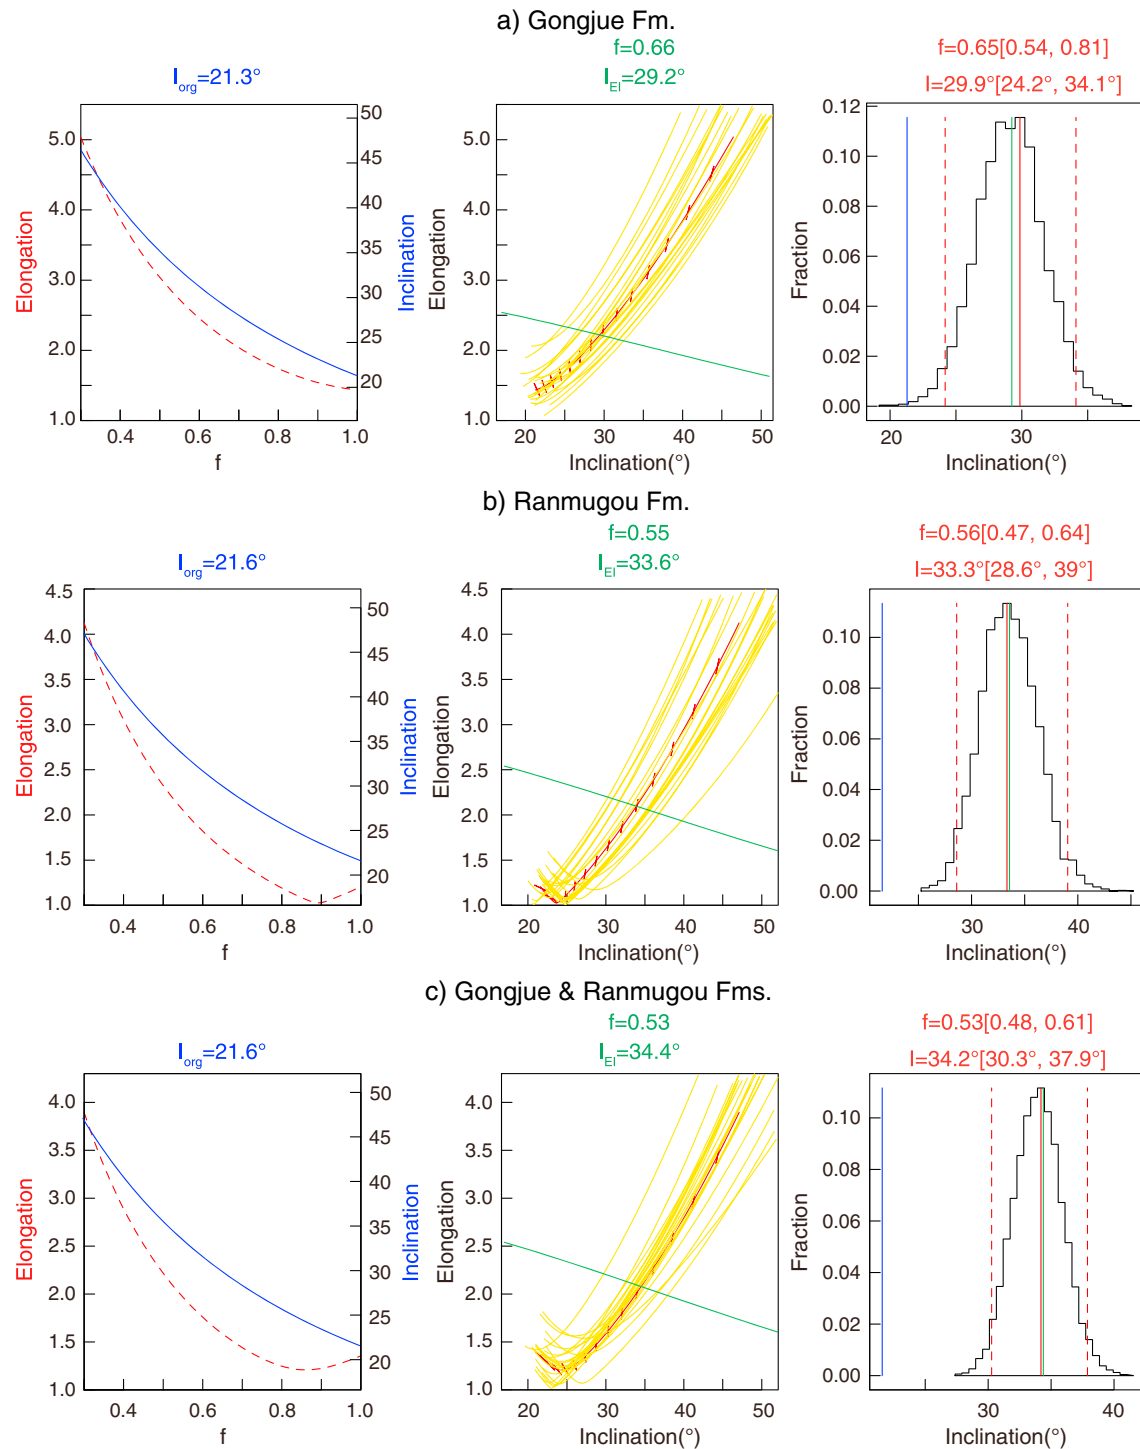 a) Gongjue Fm.
I_org=21.3°
f=0.66
I_EI=29.2°
f=0.65[0.54, 0.81]
I=29.9°[24.2°, 34.1°]
5.0 4.0 3.0 2.0 1.0
Elongation
50 45 40 35 30 25 20
Inclination
0.4 0.6 0.8 1.0
f
5.0 4.0 3.0 2.0 1.0
Elongation
20 30 40 50
Inclination(°)
0.12 0.10 0.08 0.06 0.04 0.02 0.00
Fraction
20 30
Inclination(°)
b) Ranmugou Fm.
I_org=21.6°
f=0.55
I_EI=33.6°
f=0.56[0.47, 0.64]
I=33.3°[28.6°, 39°]
4.5 4.0 3.5 3.0 2.5 2.0 1.5 1.0
Elongation
50 45 40 35 30 25 20
Inclination
0.4 0.6 0.8 1.0
f
4.5 4.0 3.5 3.0 2.5 2.0 1.5 1.0
Elongation
20 30 40 50
Inclination(°)
0.10 0.08 0.06 0.04 0.02 0.00
Fraction
30 40
Inclination(°)
c) Gongjue & Ranmugou Fms.
I_org=21.6°
f=0.53
I_EI=34.4°
f=0.53[0.48, 0.61]
I=34.2°[30.3°, 37.9°]
4.0 3.5 3.0 2.5 2.0 1.5 1.0
Elongation
50 45 40 35 30 25 20
Inclination
0.4 0.6 0.8 1.0
f
4.0 3.5 3.0 2.5 2.0 1.5 1.0
Elongation
20 30 40 50
Inclination(°)
0.10 0.08 0.06 0.04 0.02 0.00
Fraction
30 40
Inclination(°)